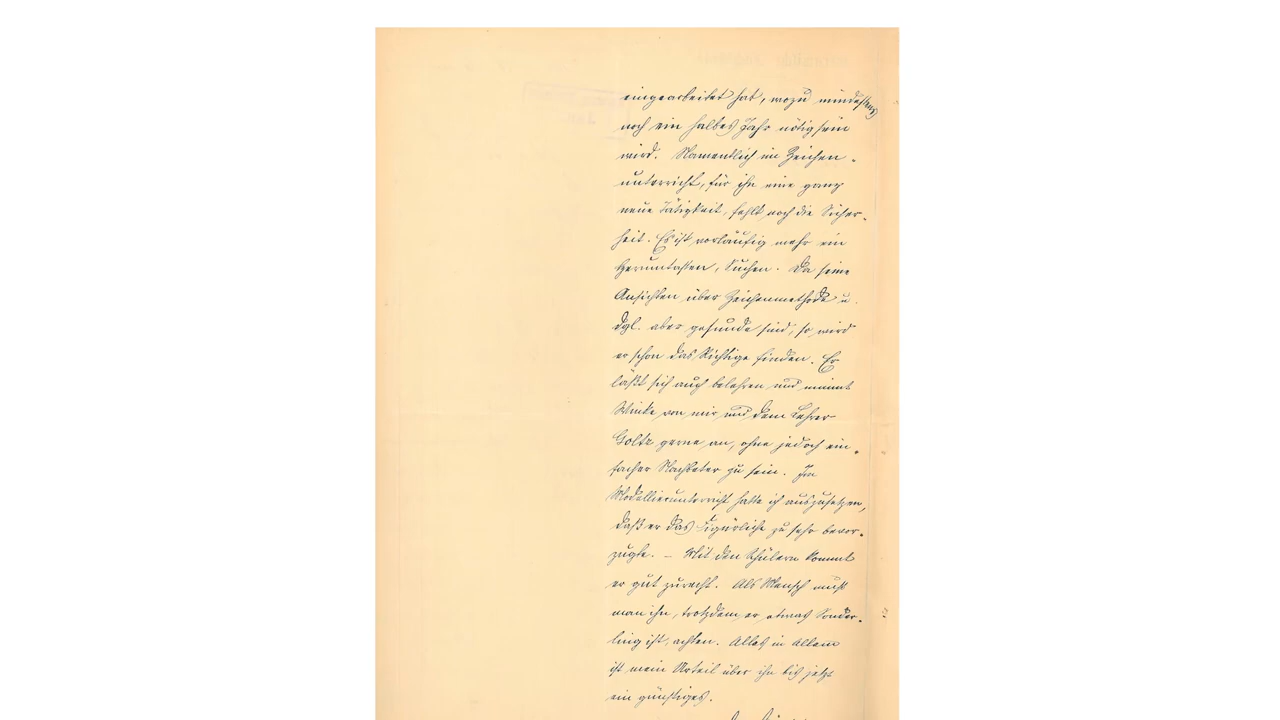 eingearbeitet hat, wozu mindestens
noch ein halbes Jahr nötig sein
wird. Namentlich im Zeichen-
unterricht, für ihn eine ganz
neue Tätigkeit, fehlt noch die Sicher-
heit. Es ist vorläufig mehr ein
Herumtasten, Suchen. Da seine
Ansichten über Zeichenmethode u.
dgl. aber gesunde sind, so wird
er schon das Richtige finden. Er
läßt sich auch belehren und nimmt
Winke von mir und dem Lehrer
Goltz gerne an, ohne jedoch ein-
facher Nachbeter zu sein. Im
Modellierunterricht hatte ich auszusetzen,
daß er das Figürliche zu sehr bevor-
zugte. – Mit den Schülern kommt
er gut zurecht. Als Mensch muß
man ihn, trotzdem er etwas Sonder-
ling ist, achten. Alles in Allem
ist mein Urteil über ihn bis jetzt
ein günstiges.